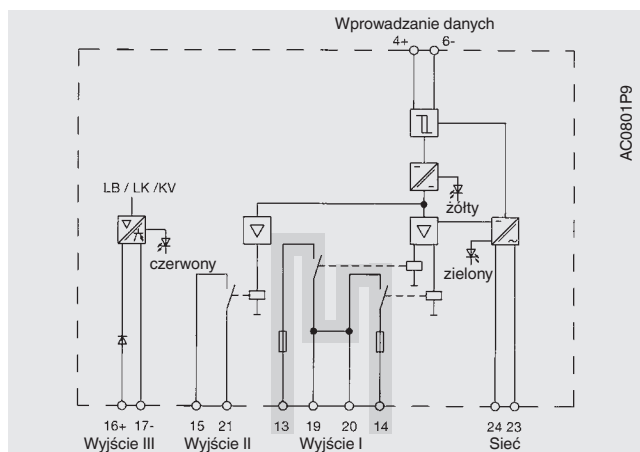 Wprowadzanie danych
4+ 6-
AC0801P9
LB / LK /KV
żółty
czerwony
zielony
16+ 17- 15 21 13 19 20 14 24 23
Wyjście III Wyjście II Wyjście I Sieć